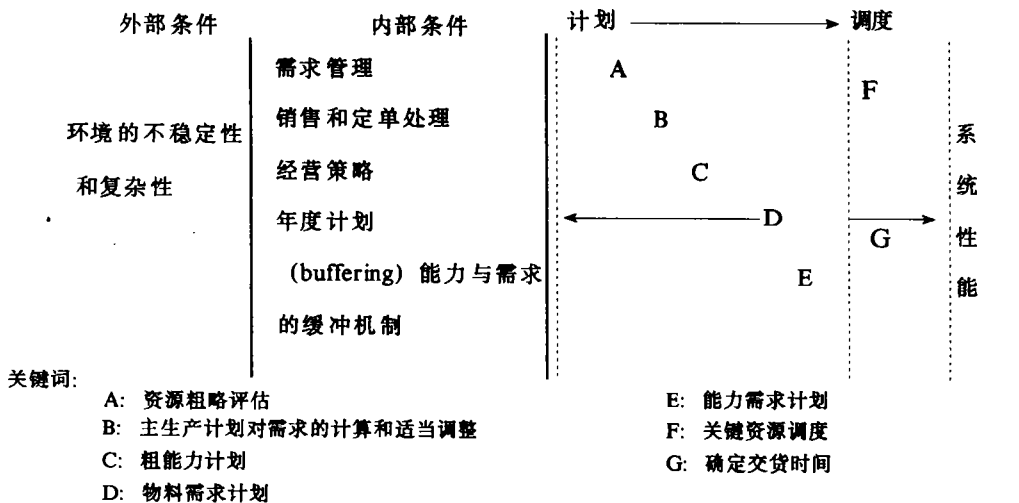 外部条件 内部条件 计划 调度
需求管理 A
F
销售和定单处理 B
环境的不稳定性 系
经营策略 C
和复杂性 统
年度计划 D
G 性
（buffering）能力与需求 E
能
的缓冲机制
关键词：
A: 资源粗略评估 E: 能力需求计划
B: 主生产计划对需求的计算和适当调整 F: 关键资源调度
C: 粗能力计划 G: 确定交货时间
D: 物料需求计划